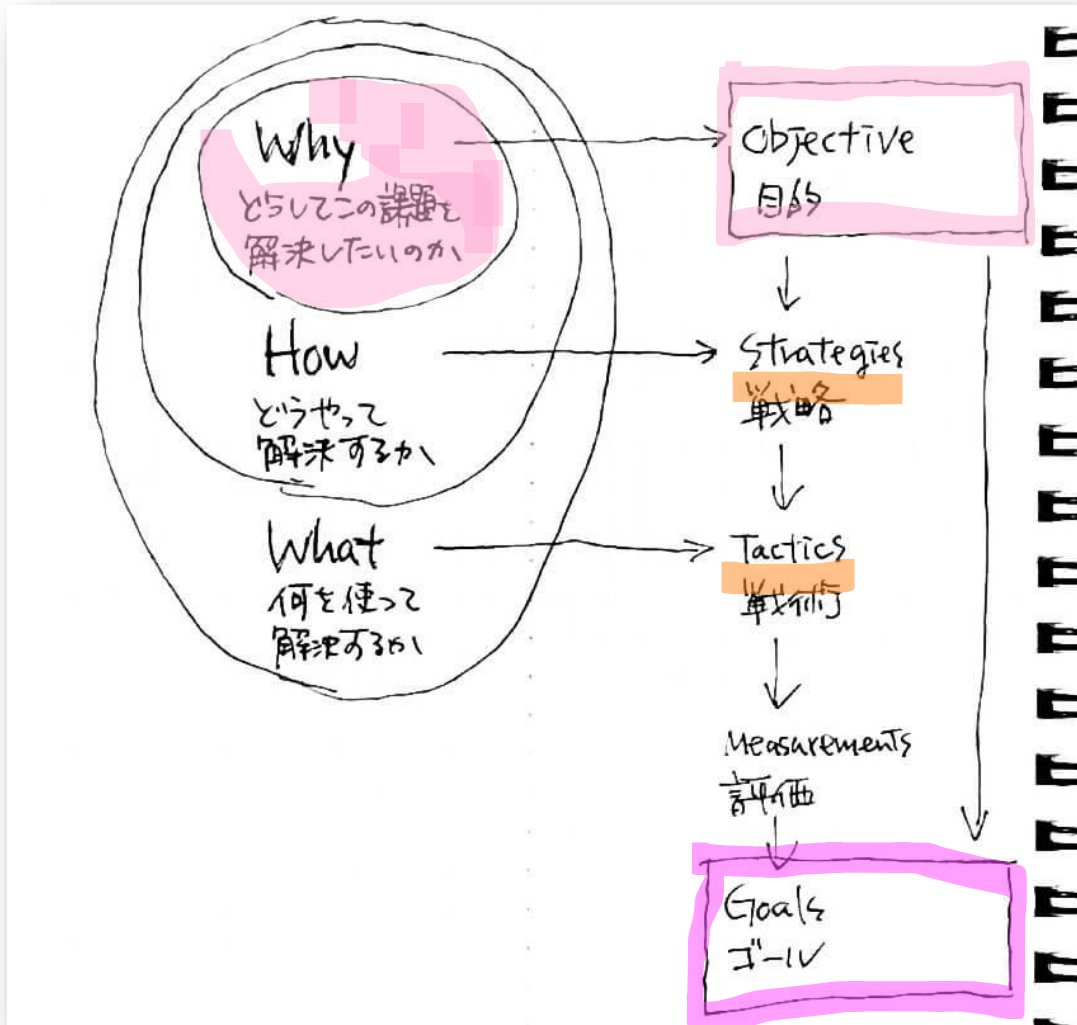 Why
どうしてこの課題を
解決したいのか
How
どうやって
解決するか
What
何を使って
解決するか
Objective
目的
Strategies
戦略
Tactics
戦術
Measurements
評価
Goals
ゴール